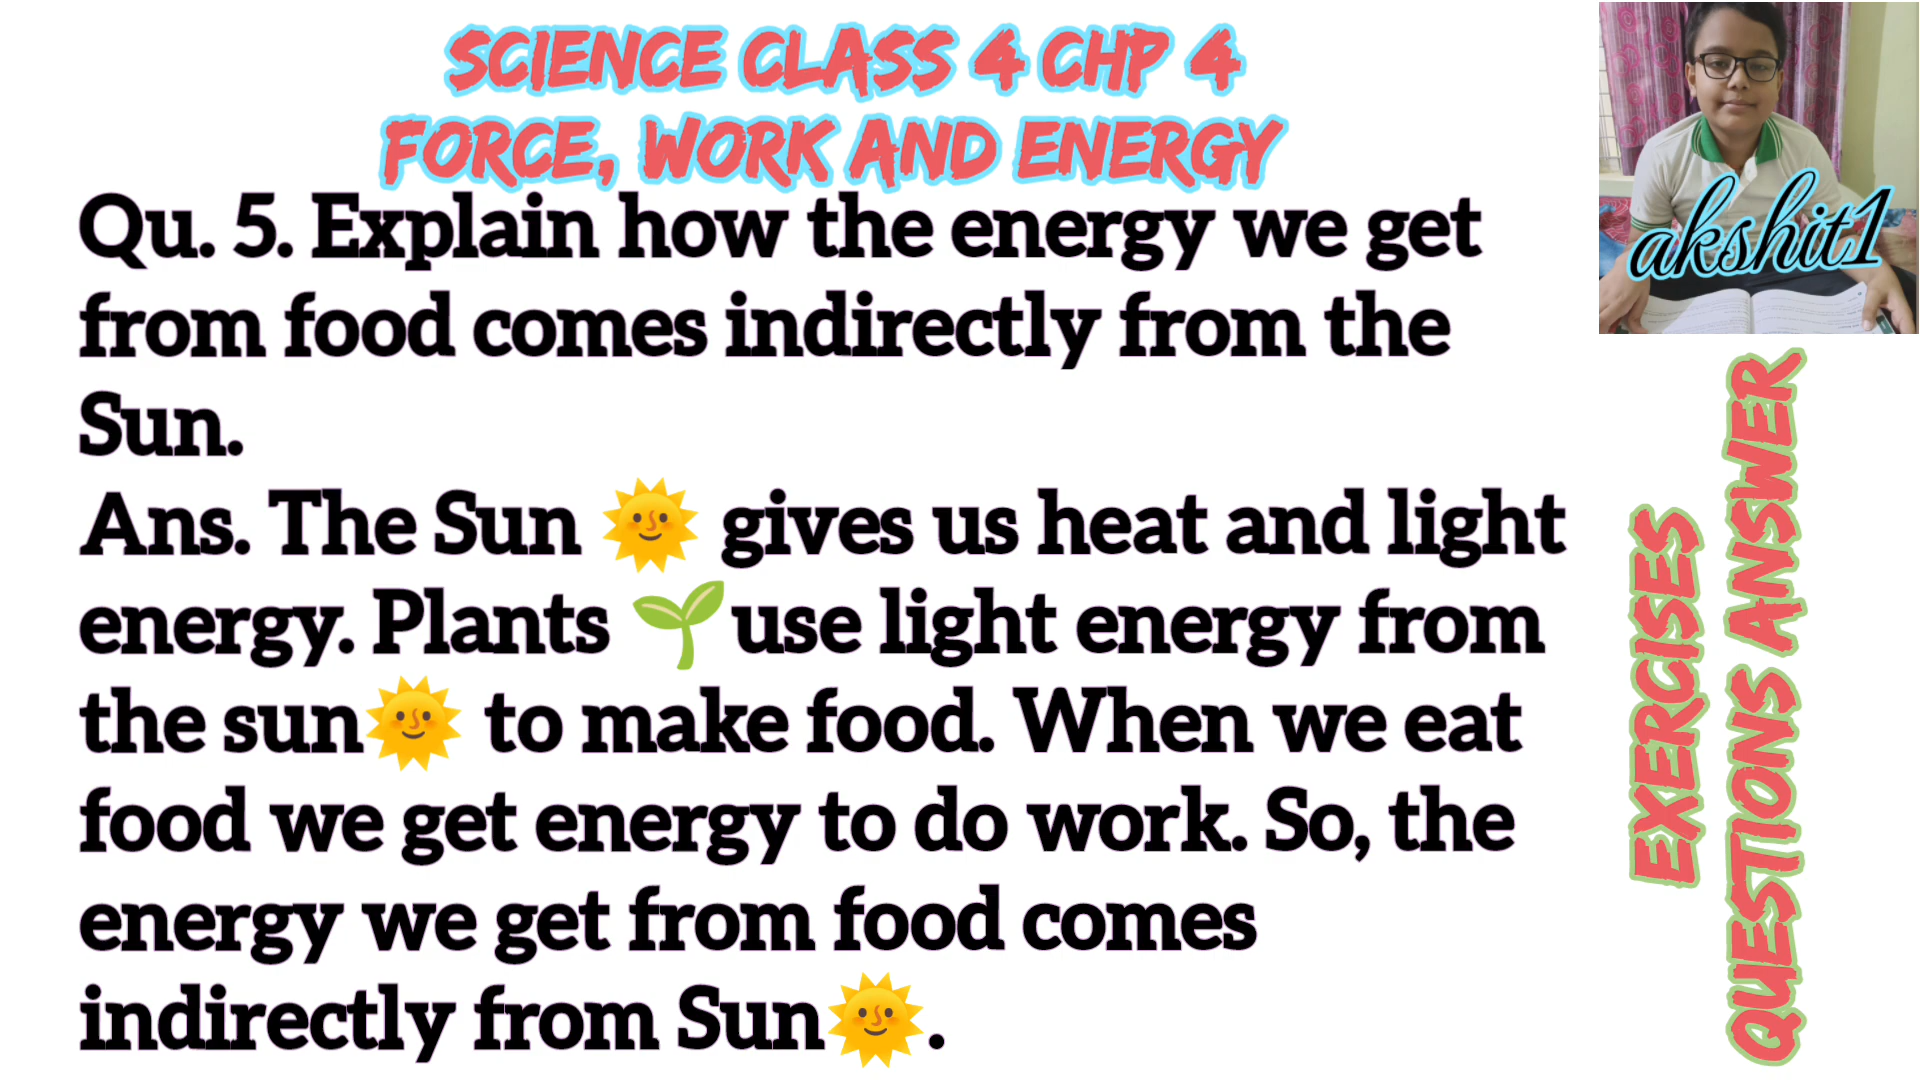 SCIENCE CLASS 4 CHP 4
FORCE, WORK AND ENERGY
Qu. 5. Explain how the energy we get
from food comes indirectly from the
Sun.
Ans. The Sun 🌞 gives us heat and light
energy. Plants 🌱 use light energy from
the sun🌞 to make food. When we eat
food we get energy to do work. So, the
energy we get from food comes
indirectly from Sun🌞.
akshit1
EXERCISES
QUESTIONS ANSWER